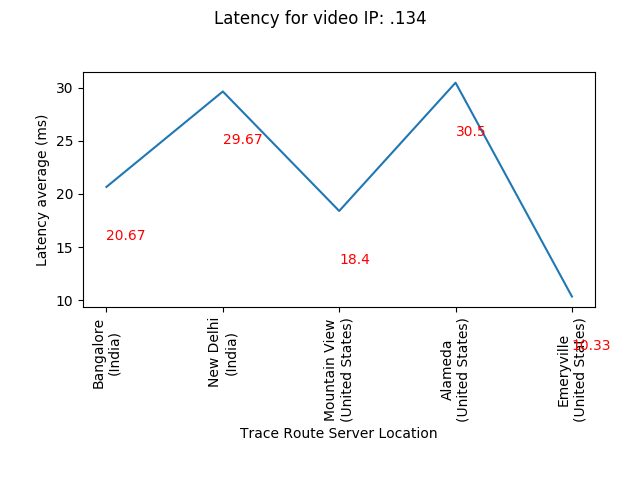 Latency for video IP: .134
Latency average (ms)
30
25
20
15
10
20.67
29.67
18.4
30.5
10.33
Bangalore
(India)
New Delhi
(India)
Mountain View
(United States)
Alameda
(United States)
Emeryville
(United States)
Trace Route Server Location